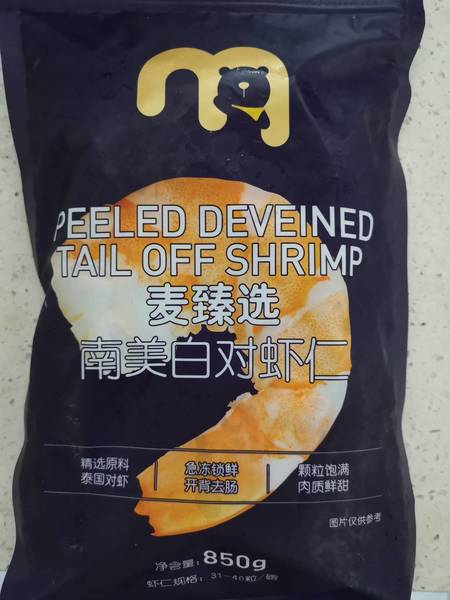 PEELED DEVEINED
TAIL OFF SHRIMP
麦臻选
南美白对虾仁
精选原料
泰国对虾
急冻锁鲜
开背去肠
颗粒饱满
肉质鲜甜
图片仅供参考
净含量:850g
虾仁规格:31-40粒/磅